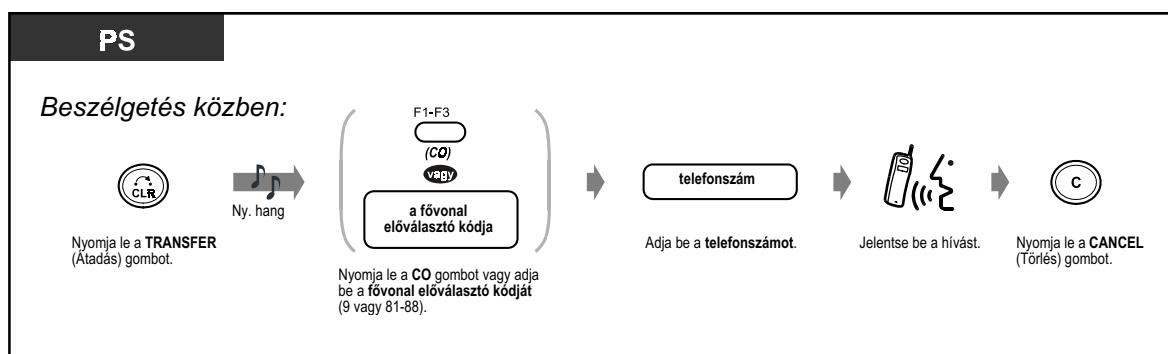 PS
Beszélgetés közben:
CLR
Nyomja le a TRANSFER
(Átadás) gombot.
Ny. hang
F1-F3
(CO)
vagy
a fővonal
előválasztó kódja
Nyomja le a CO gombot vagy adja
be a fővonal előválasztó kódját
(9 vagy 81-88).
telefonszám
Adja be a telefonszámot.
Jelentse be a hívást.
C
Nyomja le a CANCEL
(Törlés) gombot.